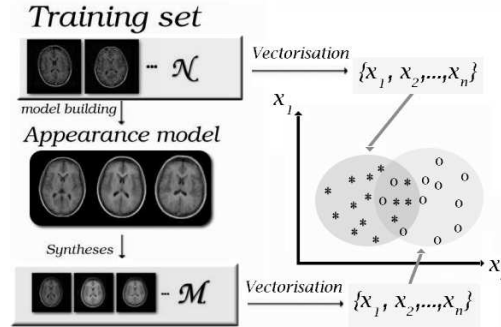 Training set
... N
Vectorisation
{x1, x2,...,xn}
model building
x1
Appearance model
Syntheses
... M
Vectorisation
{x1, x2,...,xn}